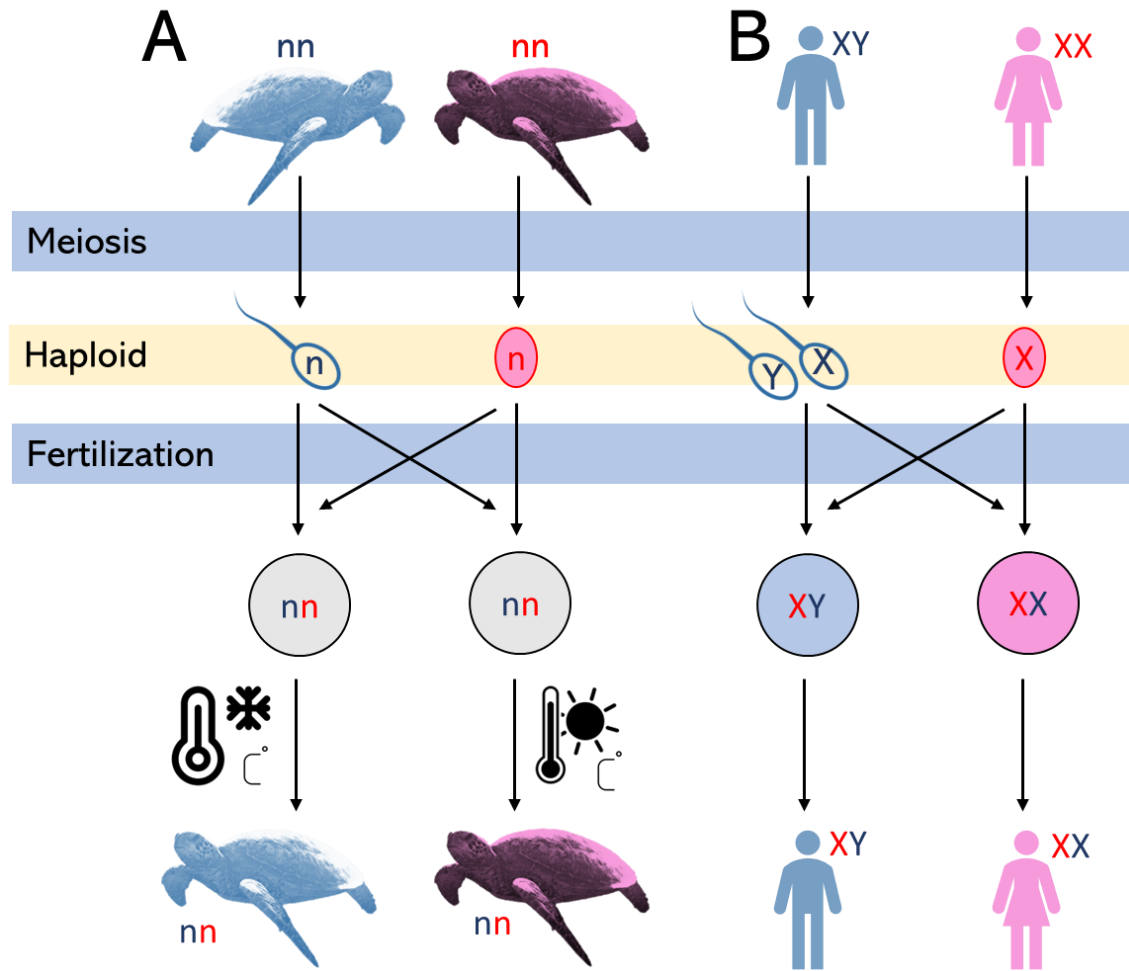 A
nn
nn
B
XY
XX
Meiosis
Haploid
n
n
Y
X
X
Fertilization
nn
nn
XY
XX
C°
C°
nn
nn
XY
XX